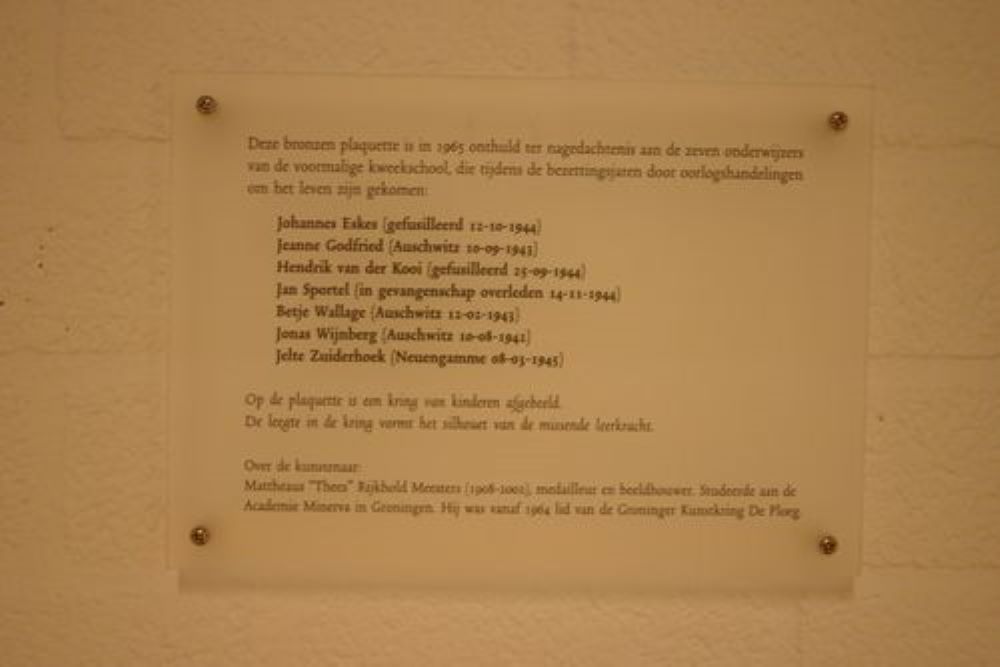 Deze bronzen plaquette is in 1965 onthuld ter nagedachtenis aan de zeven onderwijzers
van de voormalige kweekschool, die tijdens de bezettingsjaren door oorlogshandelingen
om het leven zijn gekomen:
Johannes Eskes (gefusilleerd 12-10-1944)
Jeanne Godfried (Auschwitz 10-09-1943)
Hendrik van der Kooi (gefusilleerd 25-09-1944)
Jan Sportel (in gevangenschap overleden 14-11-1944)
Betje Wallage (Auschwitz 12-02-1943)
Jonas Wijnberg (Auschwitz 10-08-1942)
Jelte Zuiderhoek (Neuengamme 08-03-1945)
Op de plaquette is een kring van kinderen afgebeeld.
De leegte in de kring vormt het silhouet van de missende leerkracht.
Over de kunstenaar:
Mattheaus "Thees" Rijkhold Meesters (1908-2002), medailleur en beeldhouwer. Studeerde aan de
Academie Minerva in Groningen. Hij was vanaf 1964 lid van de Groninger Kunstkring De Ploeg.